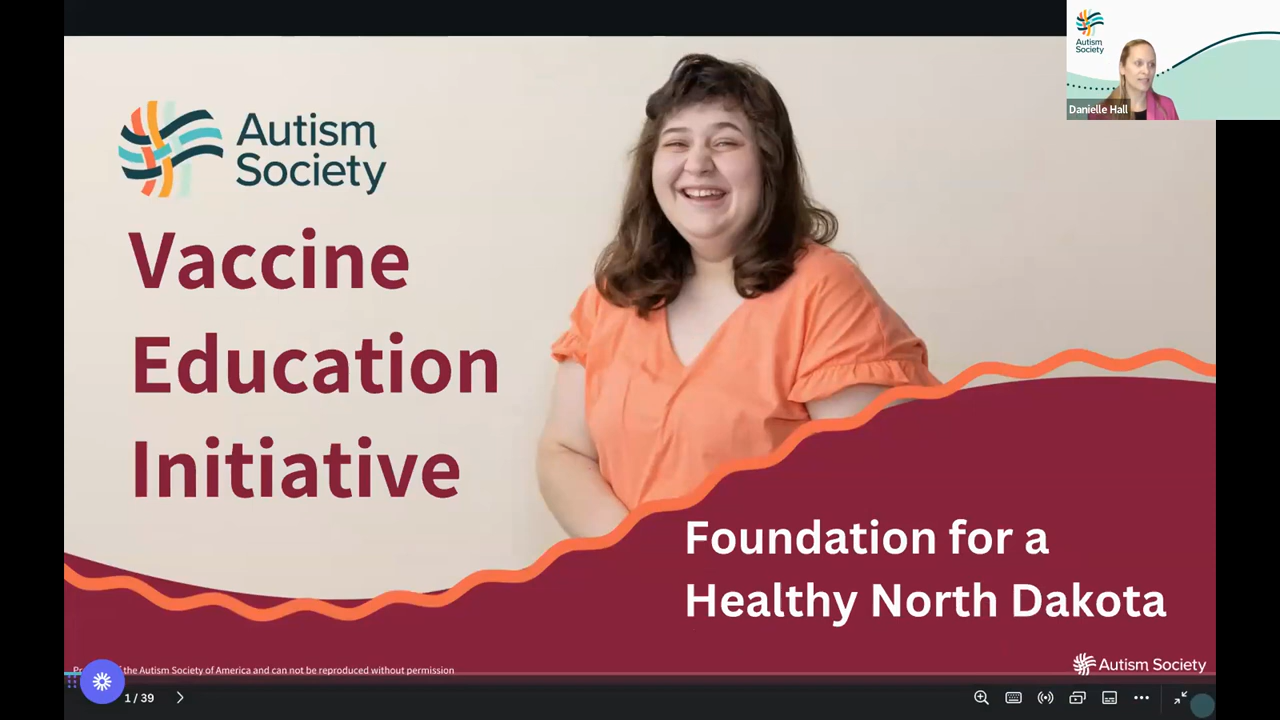 Autism
Society
Danielle Hall
Autism
Society
Vaccine
Education
Initiative
Foundation for a
Healthy North Dakota
the Autism Society of America and can not be reproduced without permission
Autism Society
1 / 39